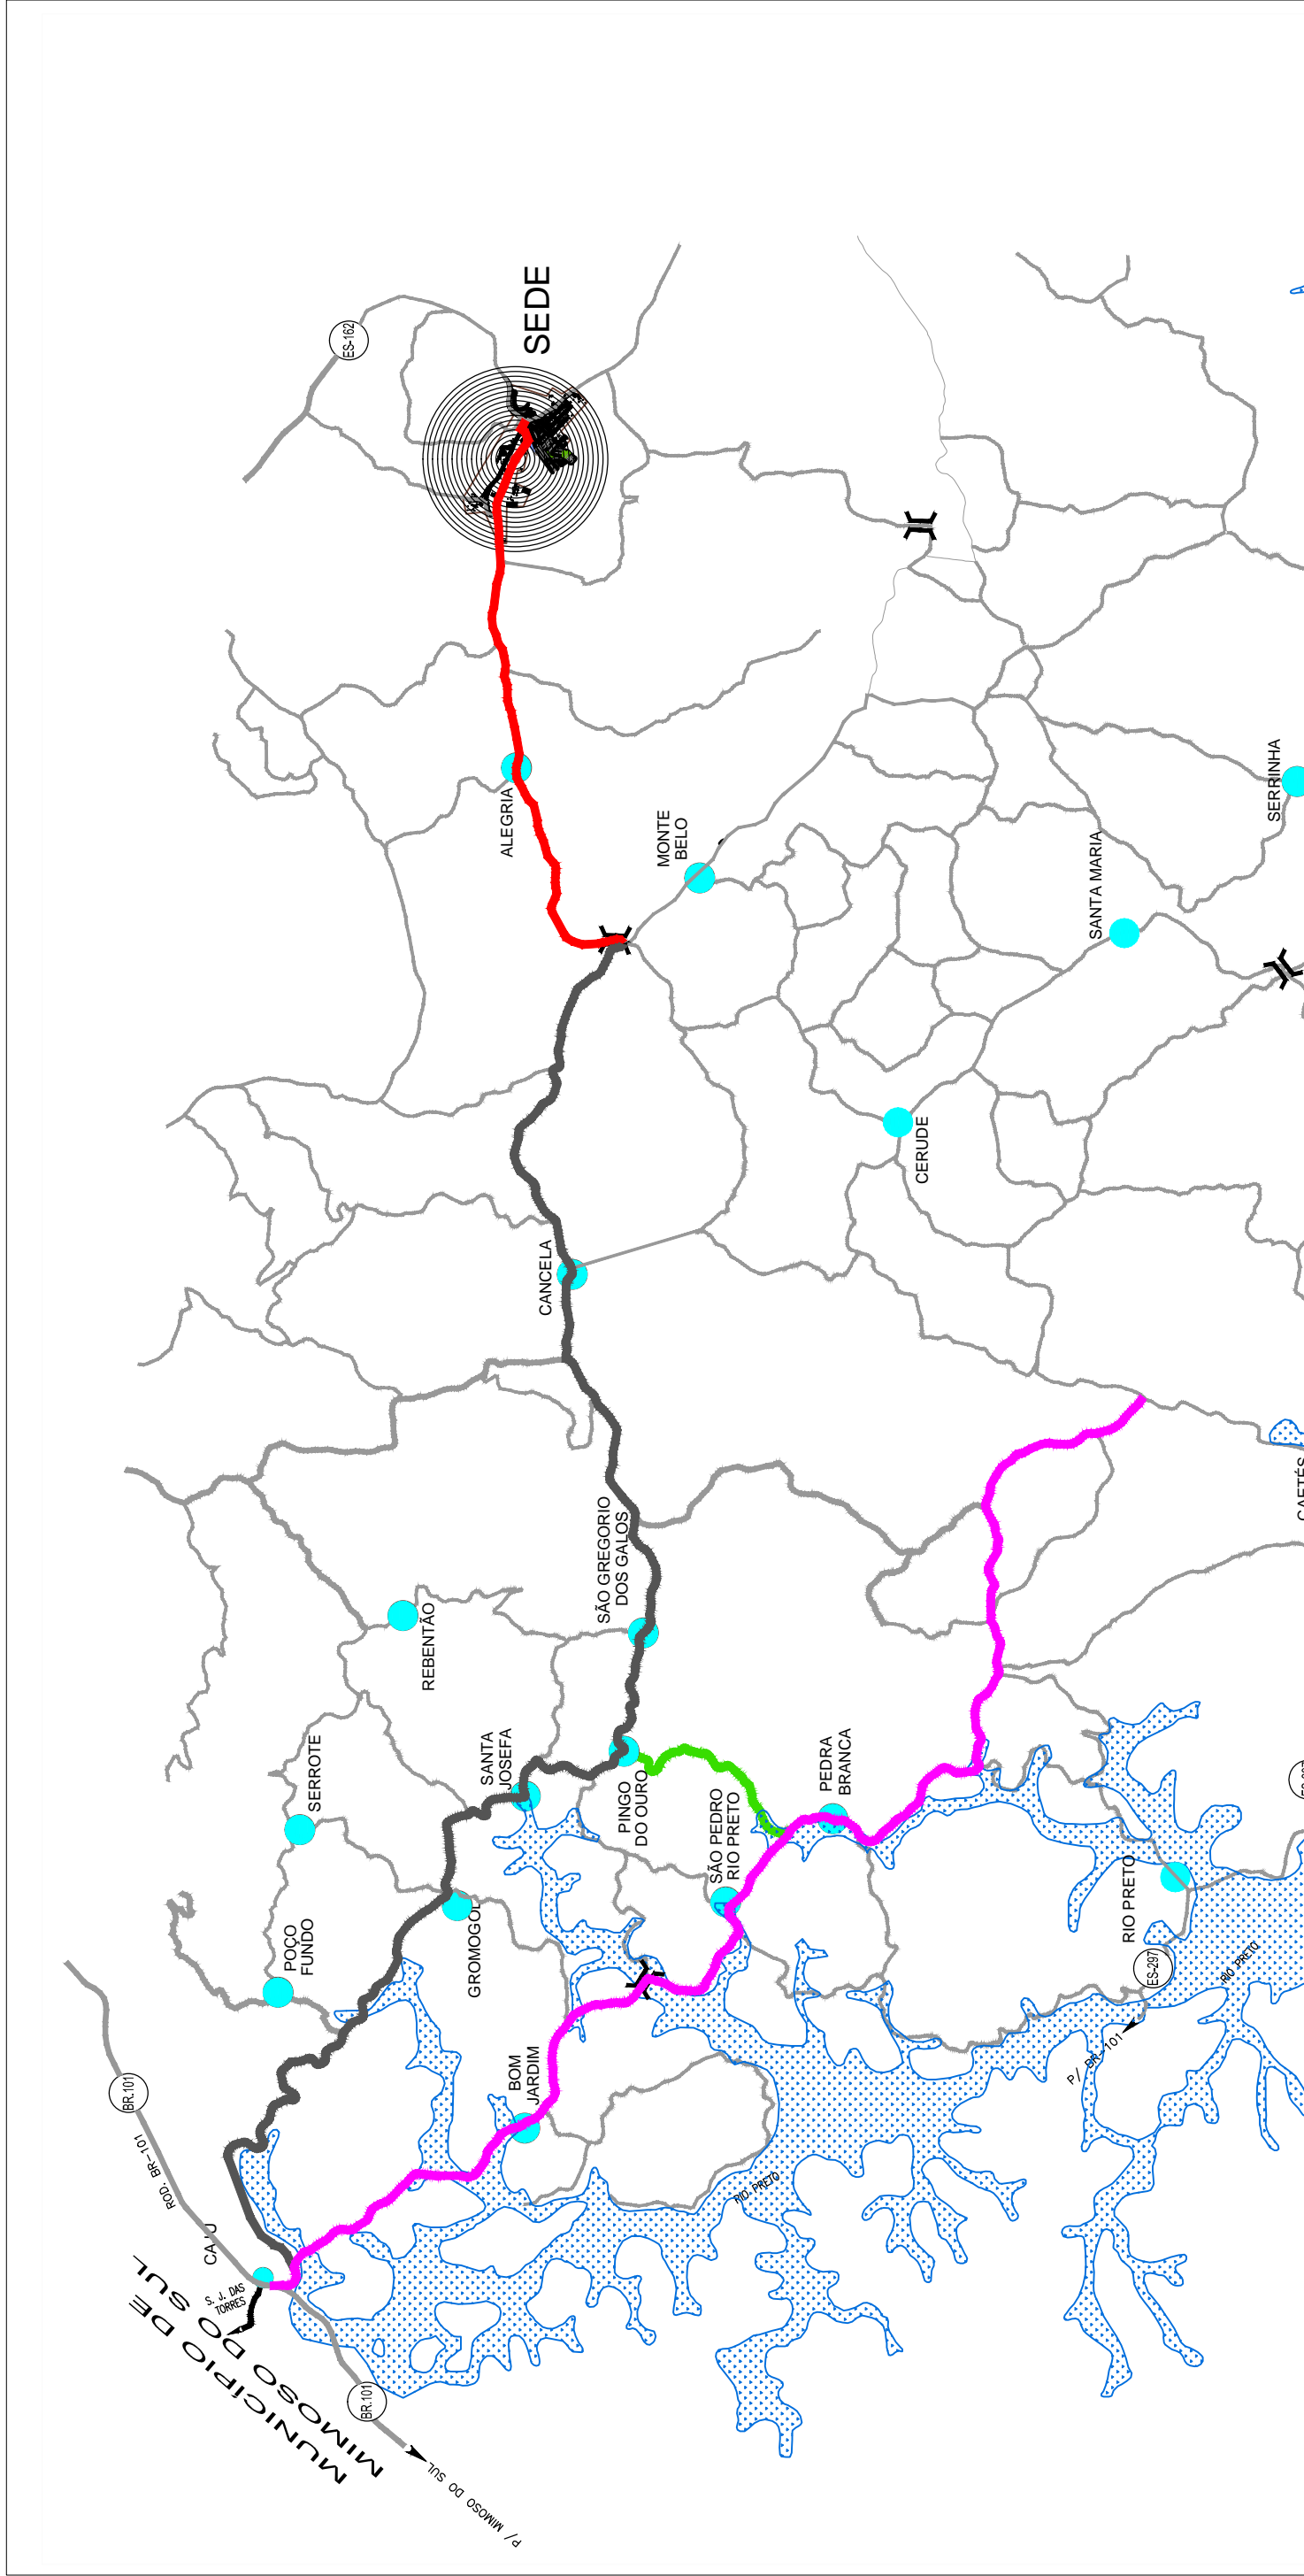 ES-162
SEDE
ALEGRIA
MONTE
BELO
SERRINHA
SANTA MARIA
CERUDE
CANCELA
SÃO GREGORIO
DOS GALOS
REBENTÃO
SERROTE
SANTA
JOSEFA
PINGO
DO OURO
PEDRA
BRANCA
SÃO PEDRO
RIO PRETO
RIO PRETO
ES-297
RIO PRETO
P/ BR-101
POÇO
FUNDO
GROMOGOL
BOM
JARDIM
RIO PRETO
BR.101
ROD. BR-101
CAJU
S. J. DAS
TORRES
MUNICÍPIO DE
MIMOSO DO SUL
BR.101
P/ MIMOSO DO SUL